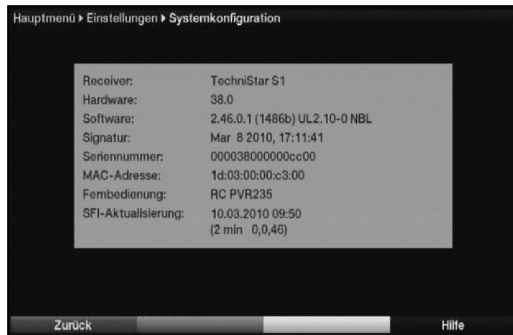 Hauptmenü ▸ Einstellungen ▸ Systemkonfiguration
Receiver: TechniStar S1
Hardware: 38.0
Software: 2.46.0.1 (1486b) UL2.10-0 NBL
Signatur: Mar 8 2010, 17:11:41
Seriennummer: 000038000000cc00
MAC-Adresse: 1d:03:00:00:c3:00
Fernbedienung: RC PVR235
SFI-Aktualisierung: 10.03.2010 09:50
(2 min 0,0,46)
Zurück Hilfe